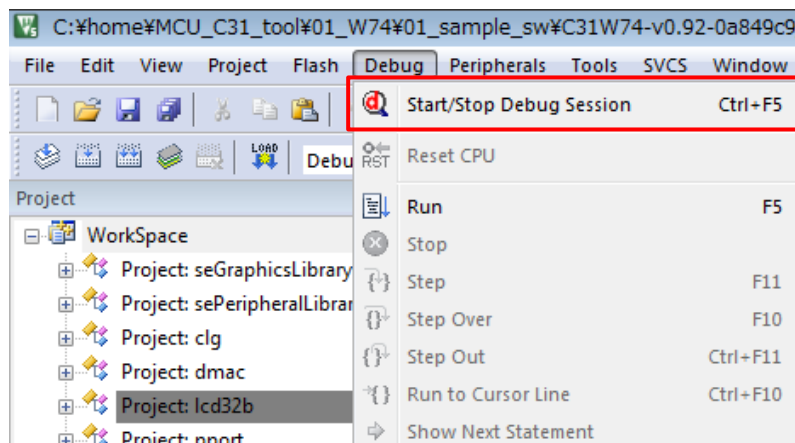 C:¥home¥MCU_C31_tool¥01_W74¥01_sample_sw¥C31W74-v0.92-0a849c9
File Edit View Project Flash Debug Peripherals Tools SVCS Window
Start/Stop Debug Session Ctrl+F5
LOAD Debu
RST Reset CPU
Project
Run F5
WorkSpace
Stop
Project: seGraphicsLibrary
Step F11
Project: sePeripheralLibrar
Step Over F10
Project: clg
Step Out Ctrl+F11
Project: dmac
Run to Cursor Line Ctrl+F10
Project: lcd32b
Show Next Statement
Project: pport